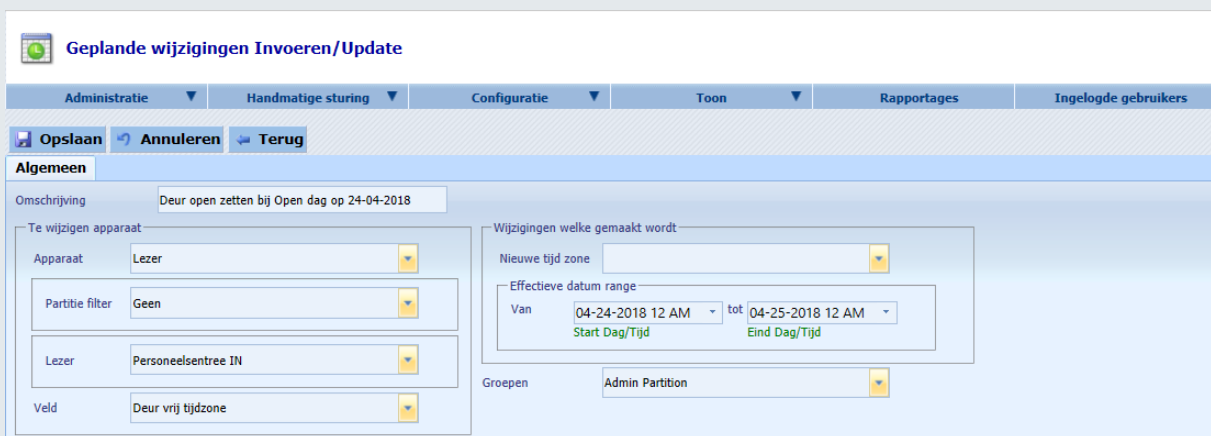 Geplande wijzigingen Invoeren/Update
Administratie Handmatige sturing Configuratie Toon Rapportages Ingelogde gebruikers
Opslaan Annuleren Terug
Algemeen
Omschrijving Deur open zetten bij Open dag op 24-04-2018
Te wijzigen apparaat
Apparaat Lezer
Partitie filter Geen
Lezer Personeelsentree IN
Veld Deur vrij tijdzone
Wijzigingen welke gemaakt wordt
Nieuwe tijd zone
Effectieve datum range
Van 04-24-2018 12 AM tot 04-25-2018 12 AM
Start Dag/Tijd Eind Dag/Tijd
Groepen Admin Partition